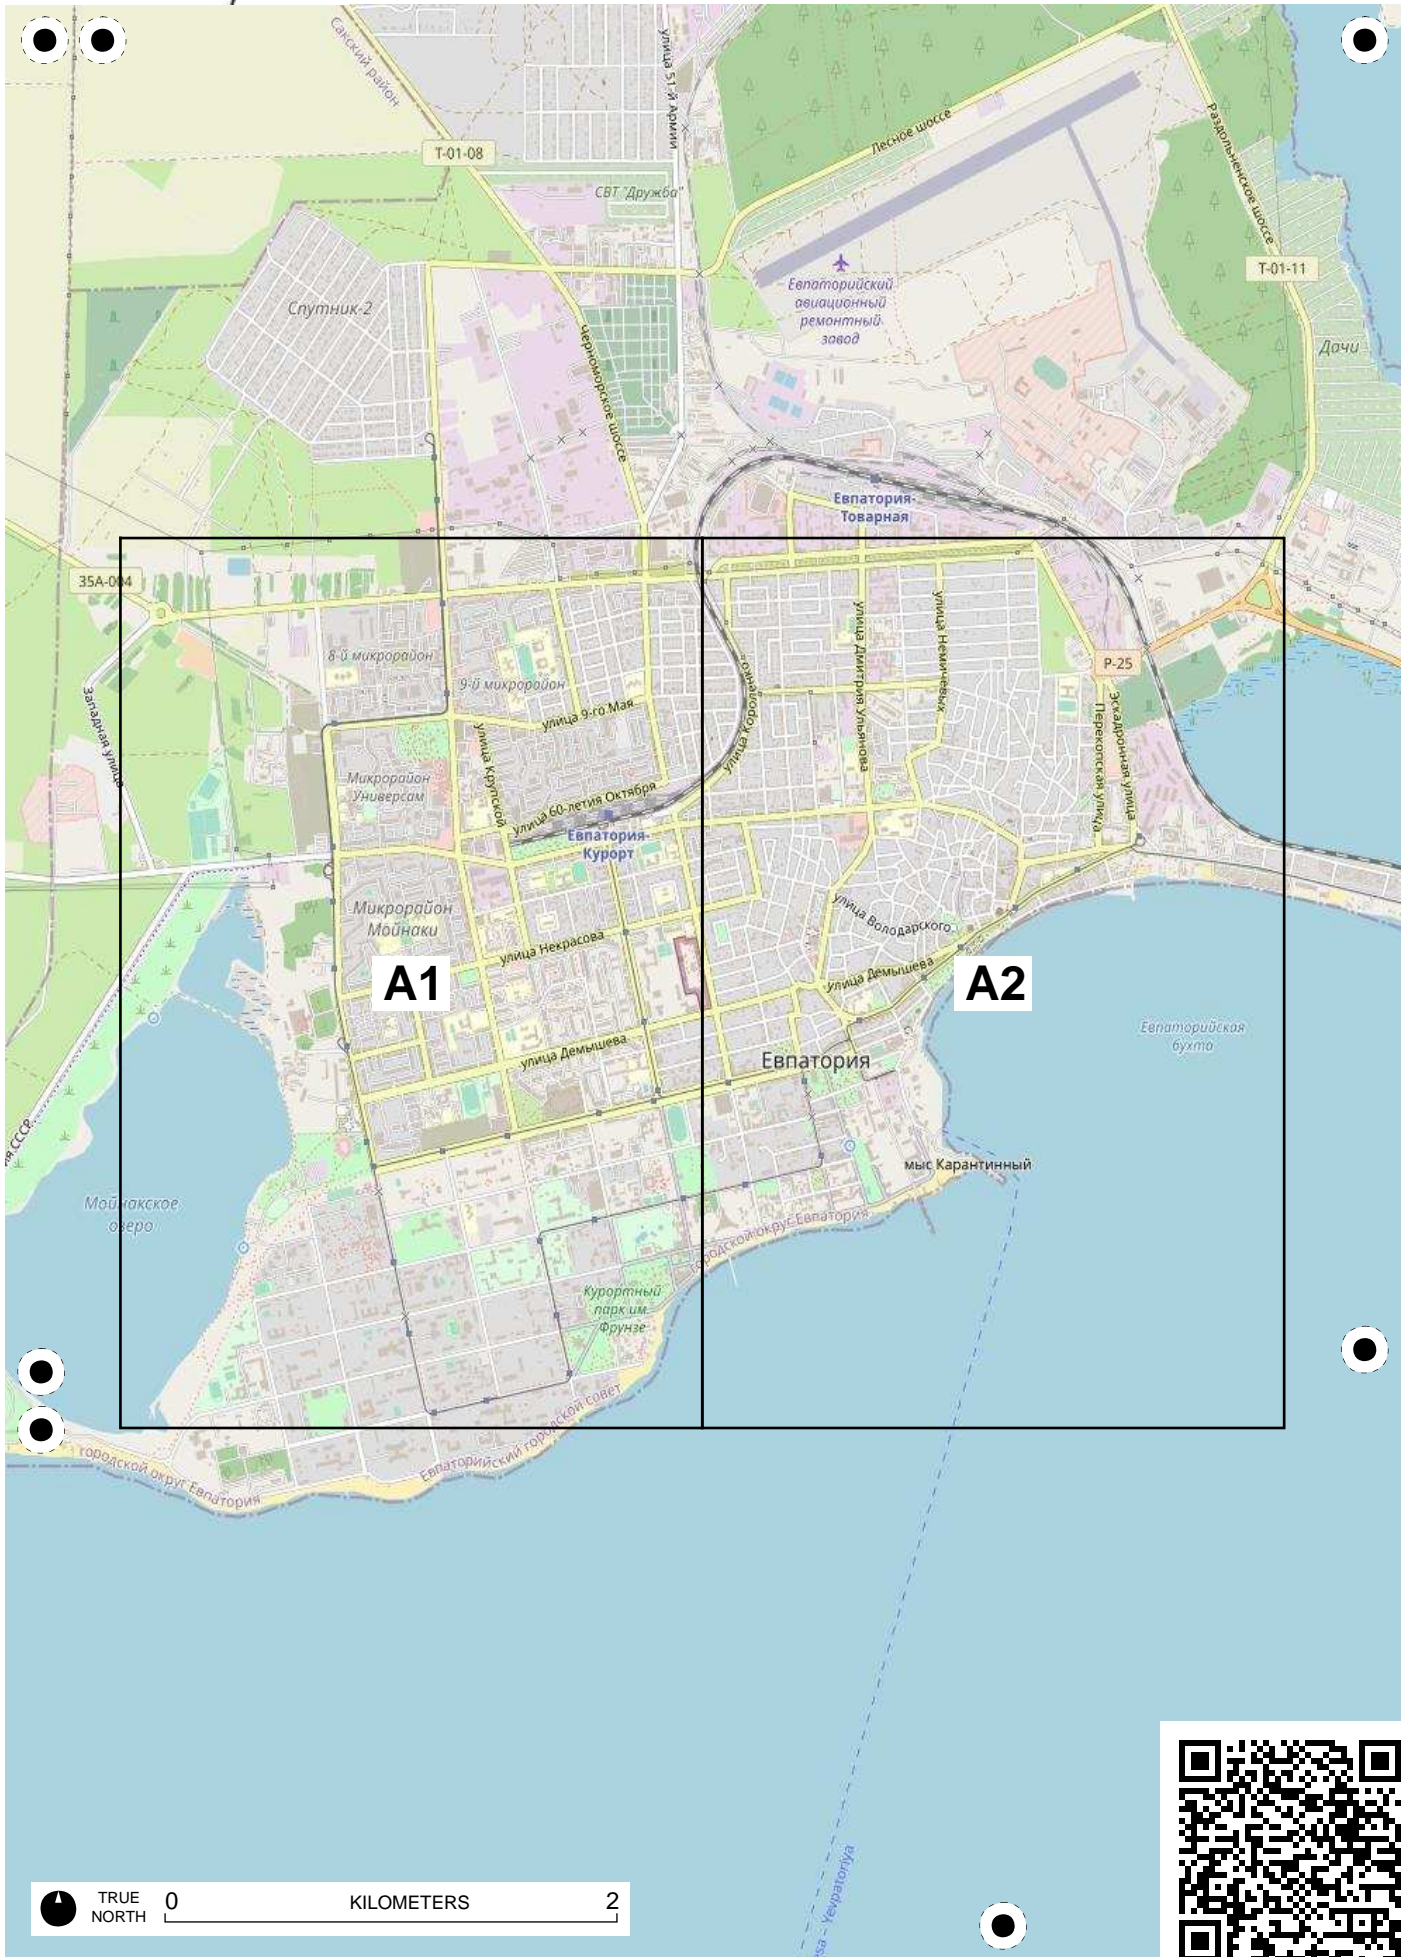 Сакский район
улица 51-й Армии
Т-01-08
Лесное шоссе
Раздольненское шоссе
СВТ "Дружба"
Т-01-11
Евпаторийский
авиационный
ремонтный
завод
Спутник-2
Черноморское шоссе
Дачи
Евпатория-
Товарная
35А-004
улица Дмитрия Ульянова
улица Немичевых
8-й микрорайон
9-й микрорайон
Р-25
улица Короленко
Западная улица
улица 9-го Мая
Эскадронная улица
Перекопская улица
улица Крупской
Микрорайон
Универсам
улица 60-летия Октября
Евпатория-
Курорт
Микрорайон
Мойнаки
улица Володарского
улица Некрасова
A1
улица Демышева
A2
Евпаторийская
бухта
улица Демышева
Евпатория
ия СССР
мыс Карантинный
Мойнакское
озеро
городской округ Евпатория
Курортный
парк им.
Фрунзе
Евпаторийский городской совет
городской округ Евпатория
sa - Yevpatoriya
TRUE
NORTH
0 KILOMETERS 2